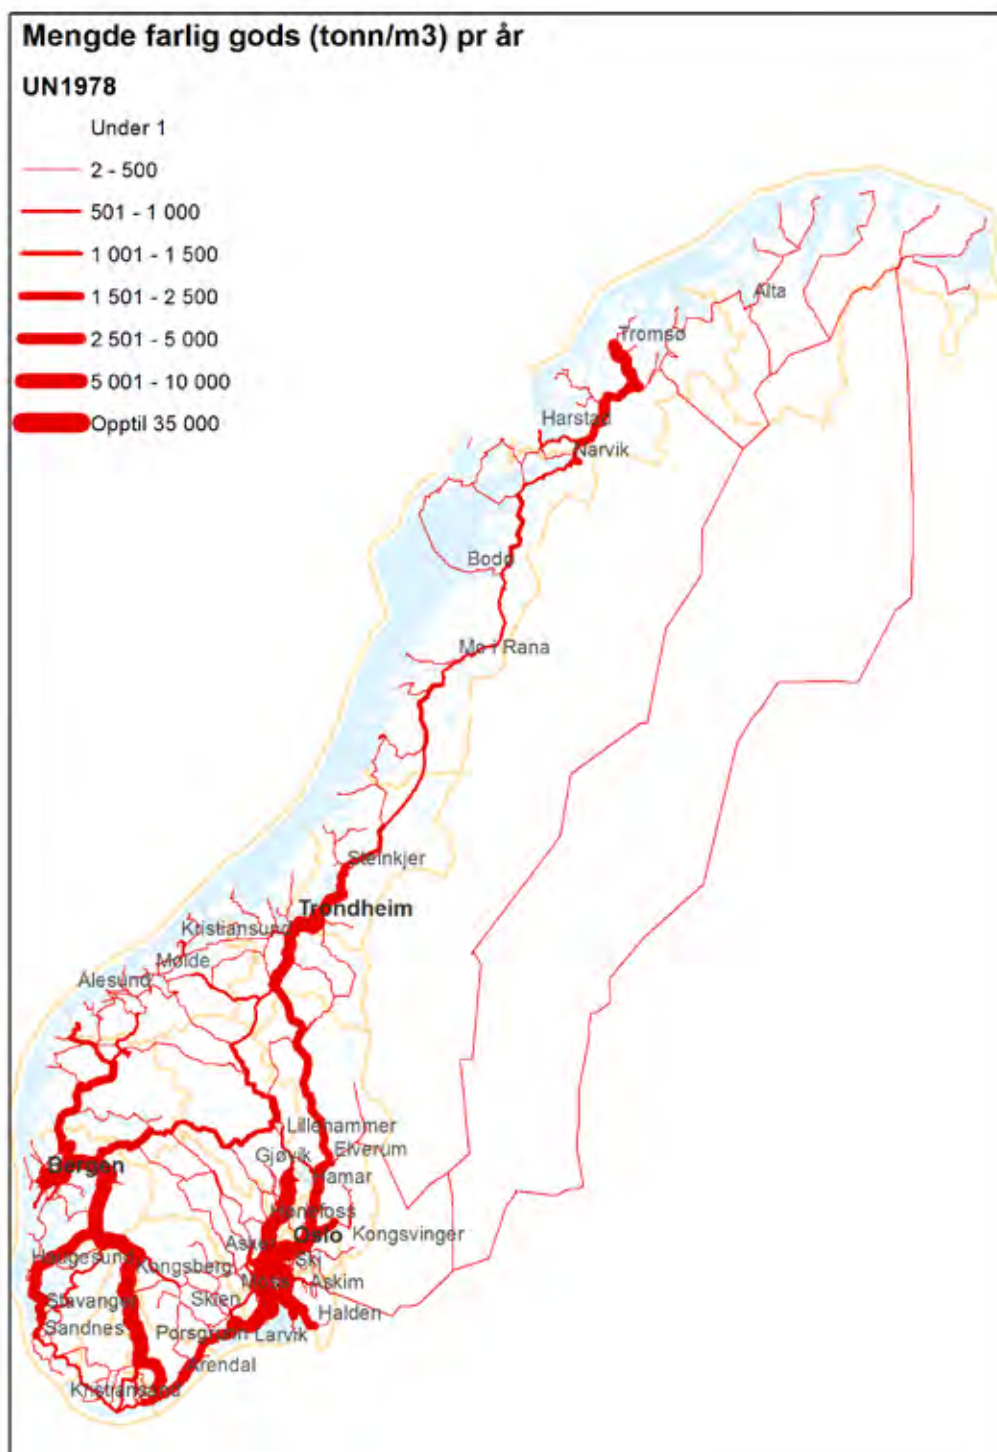 Mengde farlig gods (tonn/m3) pr år
UN1978
Under 1
2 - 500
501 - 1 000
1 001 - 1 500
1 501 - 2 500
2 501 - 5 000
5 001 - 10 000
Opptil 35 000
Alta
Tromsø
Harstad
Narvik
Bodø
Mo i Rana
Steinkjer
Trondheim
Kristiansund
Molde
Ålesund
Lillehammer
Elverum
Gjøvik
Hamar
Bergen
Hønefoss
Oslo
Kongsvinger
Asker
Ski
Haugesund
Kongsberg
Moss
Askim
Stavanger
Skien
Halden
Sandnes
Porsgrunn
Larvik
Arendal
Kristiansand